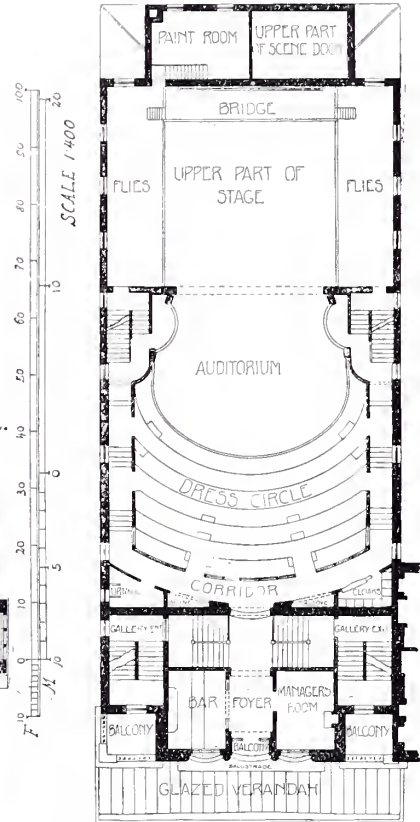 PAINT ROOM
UPPER PART
OF SCENE DOCK
BRIDGE
FLIES
UPPER PART OF
STAGE
FLIES
AUDITORIUM
DRESS CIRCLE
CORRIDOR
CLOAKS
GALLERY ENT
GALLERY EXIT
BAR
FOYER
MANAGERS
ROOM
BALCONY
BALCONY
BALCONY
BALUSTRADE
GLAZED VERANDAH
SCALE 1:400
100
90
80
70
60
50
40
30
20
10
0
10
F
20
10
0
5
10
M